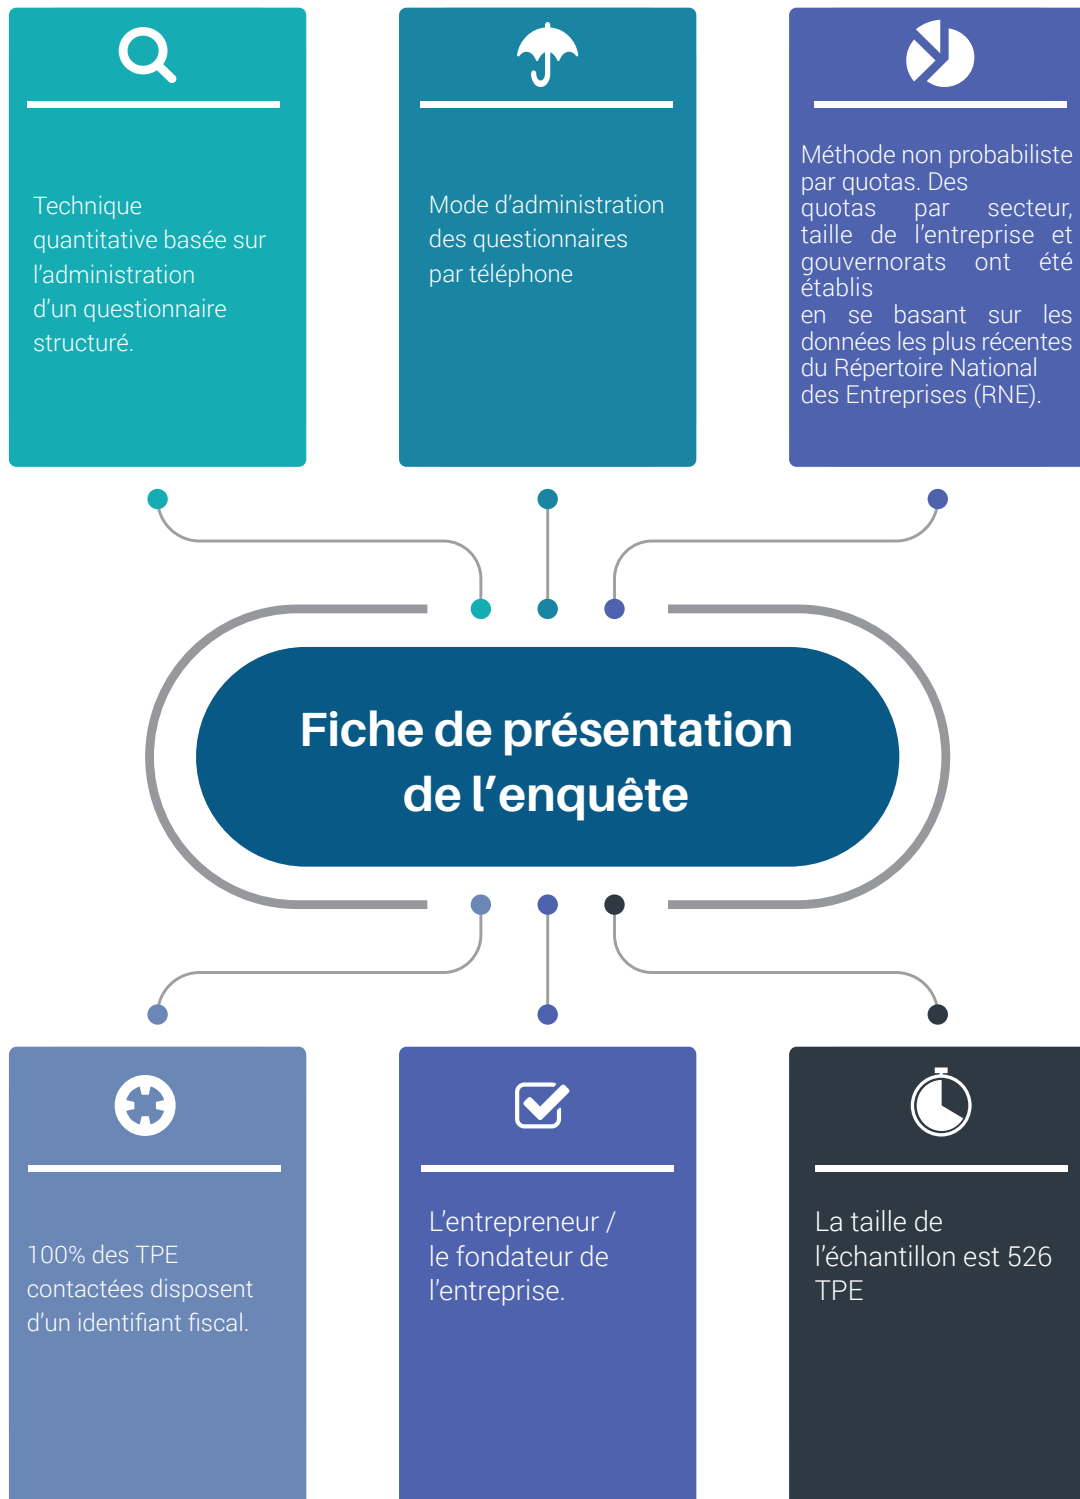 Technique
quantitative basée sur
l'administration
d'un questionnaire
structuré.
Mode d'administration
des questionnaires
par téléphone
Méthode non probabiliste
par quotas. Des
quotas par secteur,
taille de l'entreprise et
gouvernorats ont été
établis
en se basant sur les
données les plus récentes
du Répertoire National
des Entreprises (RNE).
Fiche de présentation
de l'enquête
100% des TPE
contactées disposent
d'un identifiant fiscal.
L'entrepreneur /
le fondateur de
l'entreprise.
La taille de
l'échantillon est 526
TPE